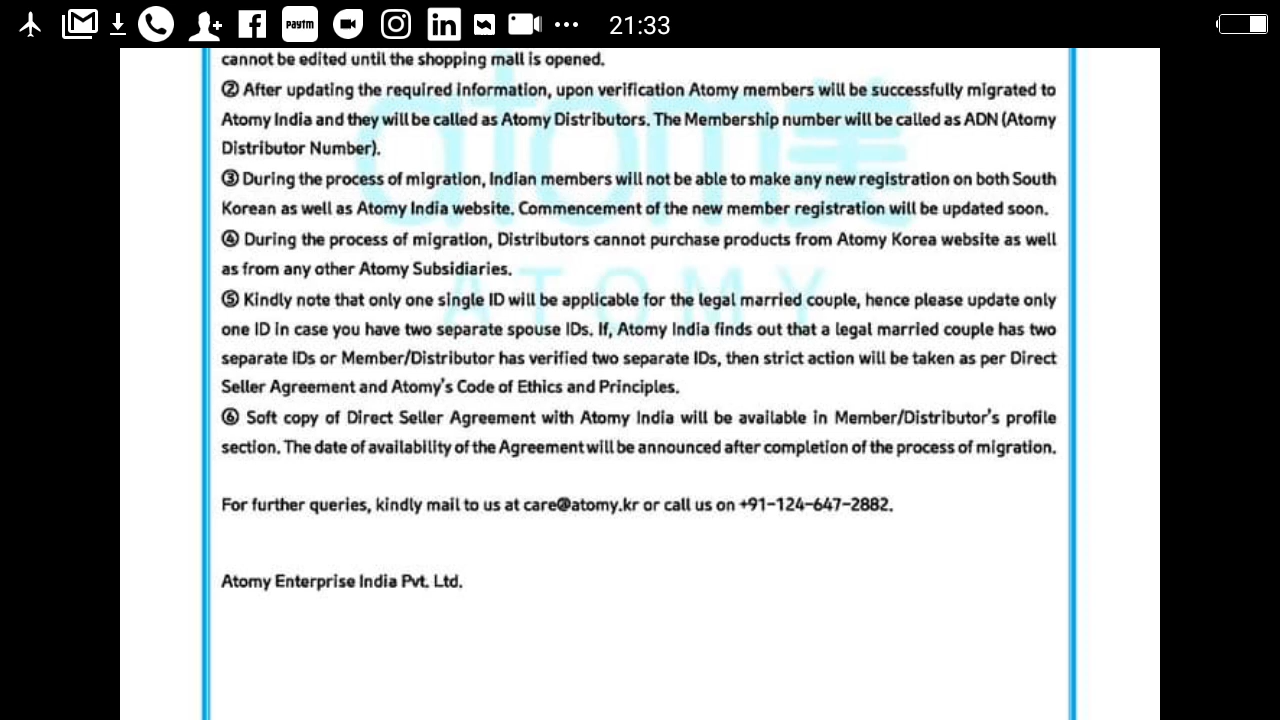 21:33
cannot be edited until the shopping mall is opened.
② After updating the required information, upon verification Atomy members will be successfully migrated to
Atomy India and they will be called as Atomy Distributors. The Membership number will be called as ADN (Atomy
Distributor Number).
③ During the process of migration, Indian members will not be able to make any new registration on both South
Korean as well as Atomy India website. Commencement of the new member registration will be updated soon.
④ During the process of migration, Distributors cannot purchase products from Atomy Korea website as well
as from any other Atomy Subsidiaries.
⑤ Kindly note that only one single ID will be applicable for the legal married couple, hence please update only
one ID in case you have two separate spouse IDs. If, Atomy India finds out that a legal married couple has two
separate IDs or Member/Distributor has verified two separate IDs, then strict action will be taken as per Direct
Seller Agreement and Atomy's Code of Ethics and Principles.
⑥ Soft copy of Direct Seller Agreement with Atomy India will be available in Member/Distributor's profile
section. The date of availability of the Agreement will be announced after completion of the process of migration.
For further queries, kindly mail to us at care@atomy.kr or call us on +91-124-647-2882.
Atomy Enterprise India Pvt. Ltd.
atom美
ATOMY
Paytm
in